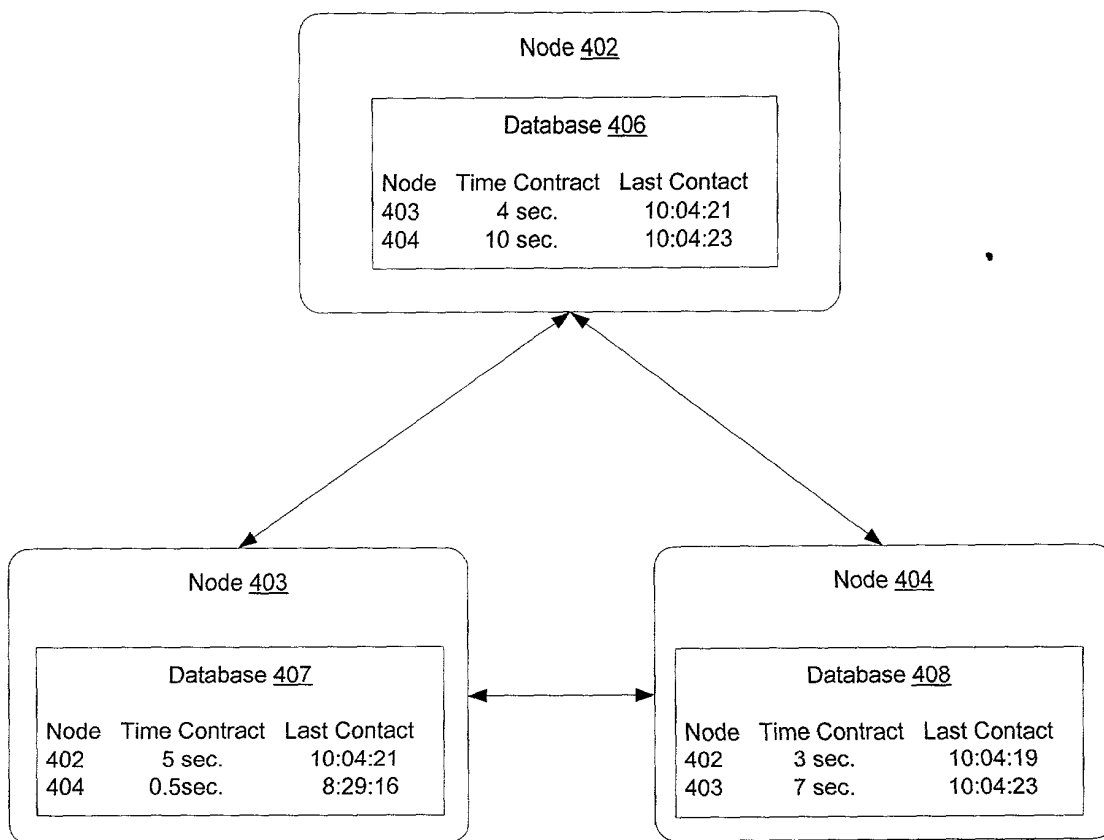 Node 402
Database 406
Node Time Contract Last Contact
403 4 sec. 10:04:21
404 10 sec. 10:04:23
Node 403
Database 407
Node Time Contract Last Contact
402 5 sec. 10:04:21
404 0.5sec. 8:29:16
Node 404
Database 408
Node Time Contract Last Contact
402 3 sec. 10:04:19
403 7 sec. 10:04:23